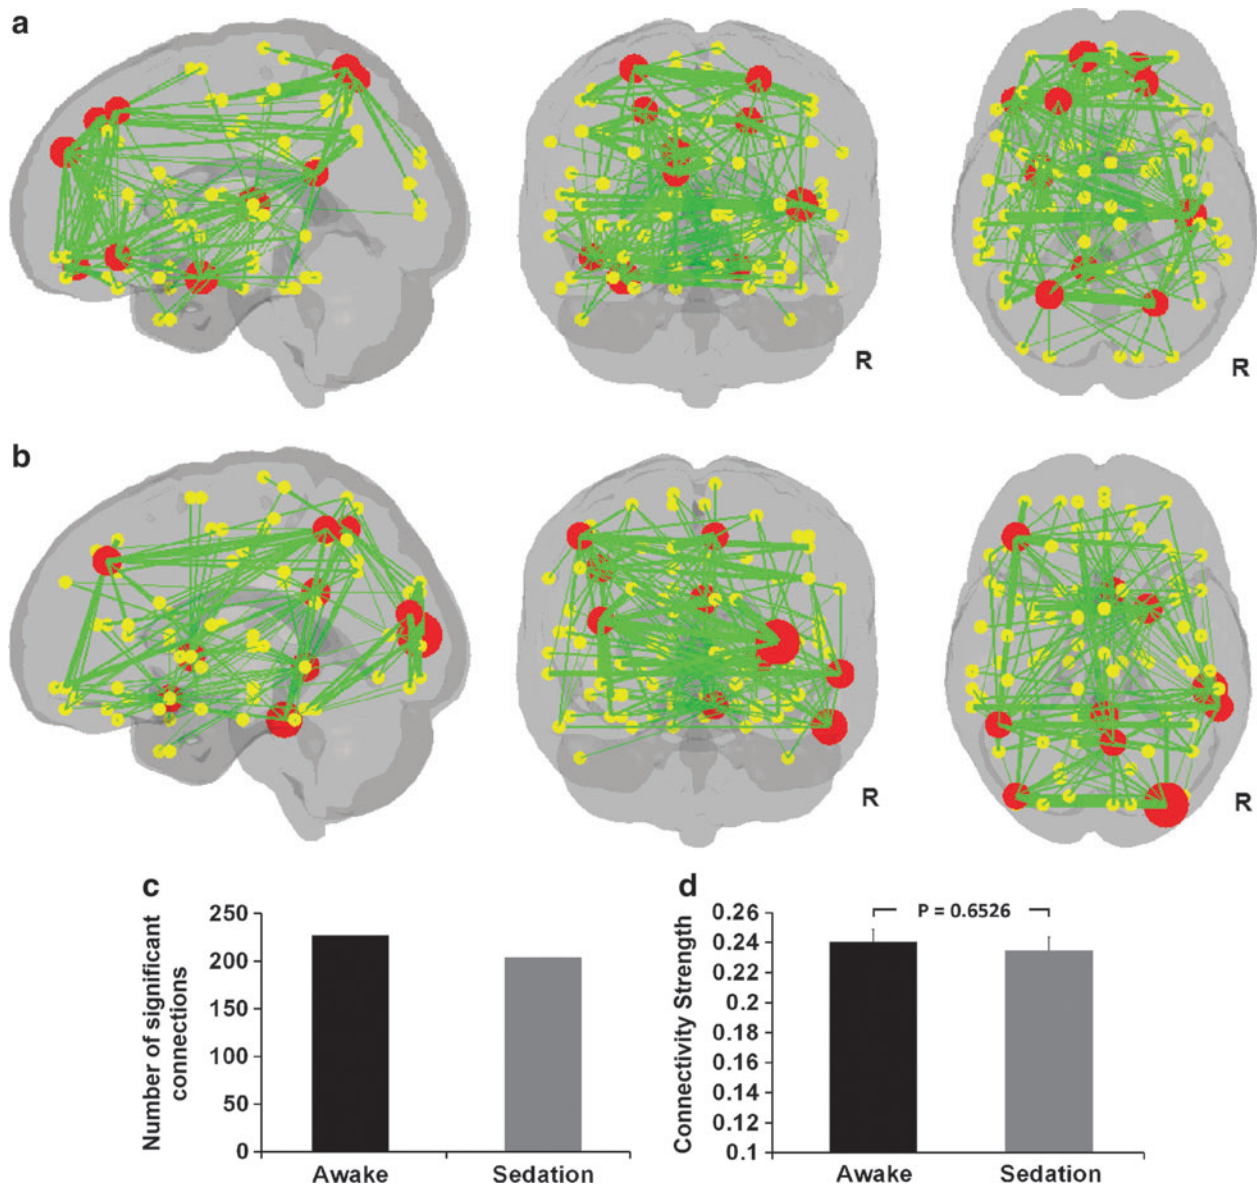 a
R
R
b
R
R
c
Number of significant
connections
250
200
150
100
50
0
Awake Sedation
d
Connectivity Strength
0.26
0.24
0.22
0.2
0.18
0.16
0.14
0.12
0.1
P = 0.6526
Awake Sedation